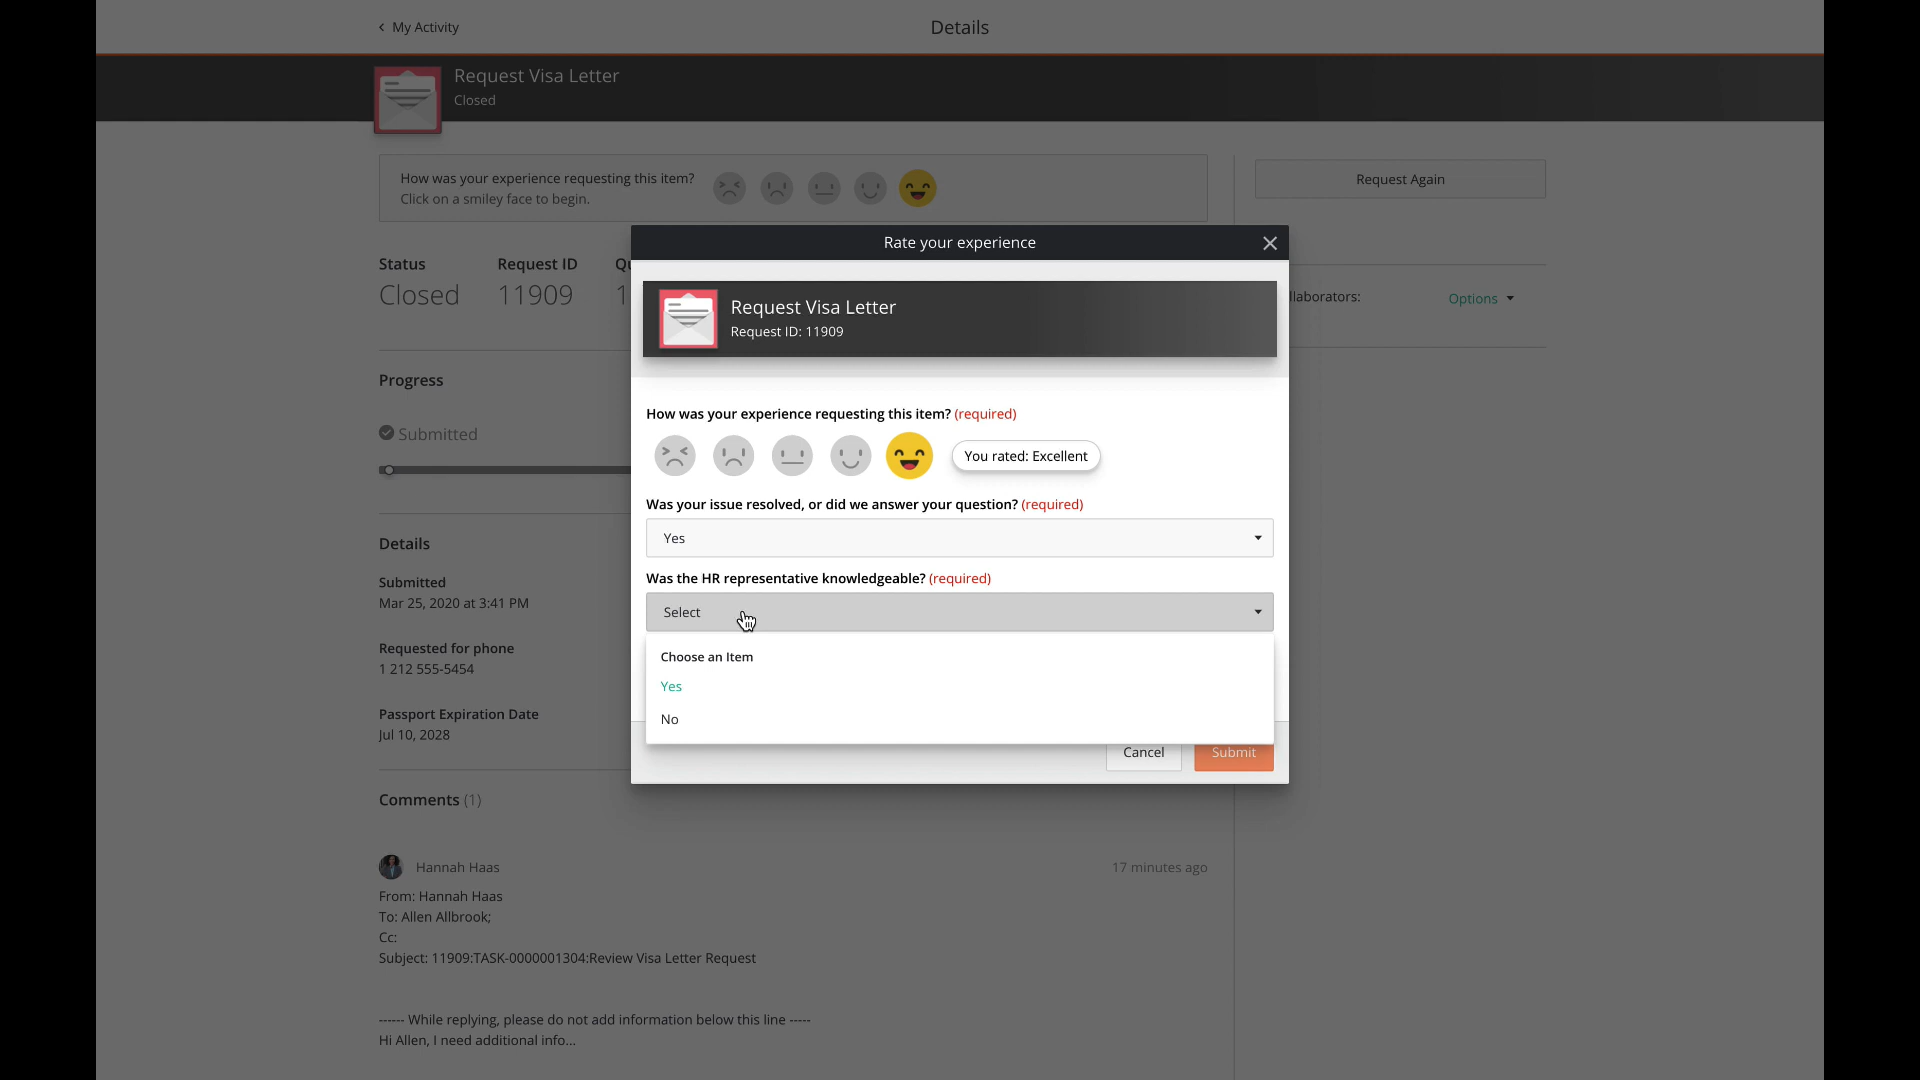 My Activity
Details
Request Visa Letter
Closed
How was your experience requesting this item?
Click on a smiley face to begin.
Request Again
Status
Request ID
Closed
11909
1
llaborators:
Options
Progress
Submitted
Details
Submitted
Mar 25, 2020 at 3:41 PM
Requested for phone
1 212 555-5454
Passport Expiration Date
Jul 10, 2028
Comments (1)
Hannah Haas
17 minutes ago
From: Hannah Haas
To: Allen Allbrook;
Cc:
Subject: 11909:TASK-0000001304:Review Visa Letter Request
------ While replying, please do not add information below this line -----
Hi Allen, I need additional info...
Rate your experience
Request Visa Letter
Request ID: 11909
How was your experience requesting this item? (required)
You rated: Excellent
Was your issue resolved, or did we answer your question? (required)
Yes
Was the HR representative knowledgeable? (required)
Select
Choose an Item
Yes
No
Cancel
Submit